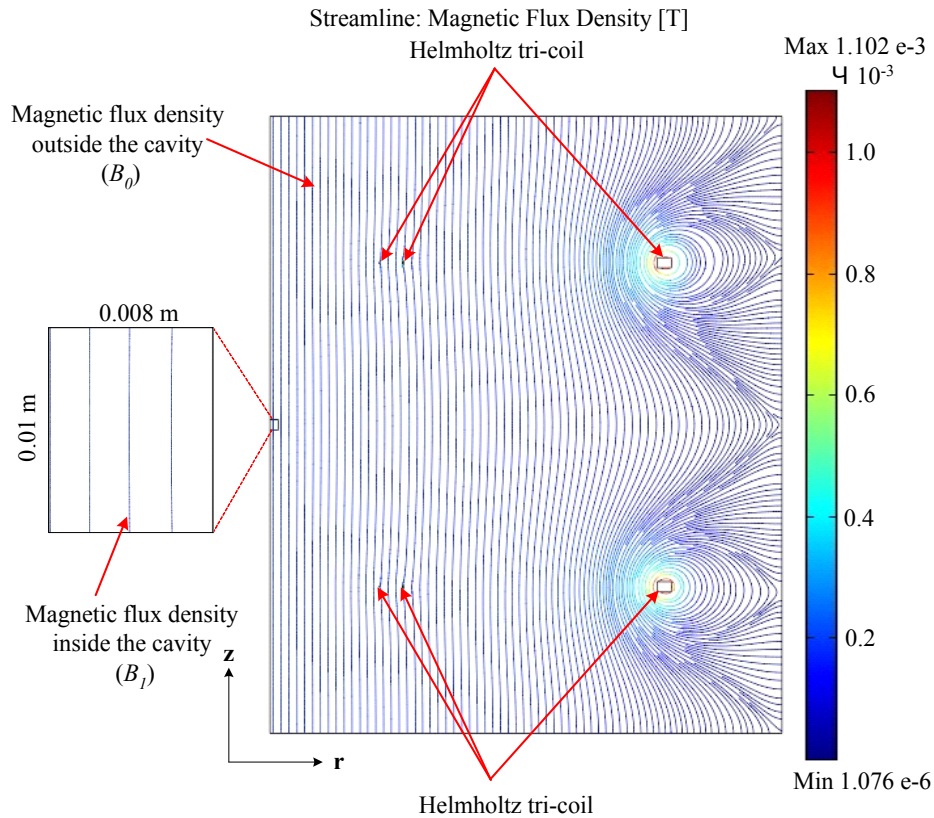 Streamline: Magnetic Flux Density [T]
Helmholtz tri-coil
Max 1.102 e-3
Ч 10-3
Magnetic flux density
outside the cavity
(B0)
1.0
0.8
0.6
0.4
0.2
0.008 m
0.01 m
Magnetic flux density
inside the cavity
(B1)
z
r
Min 1.076 e-6
Helmholtz tri-coil